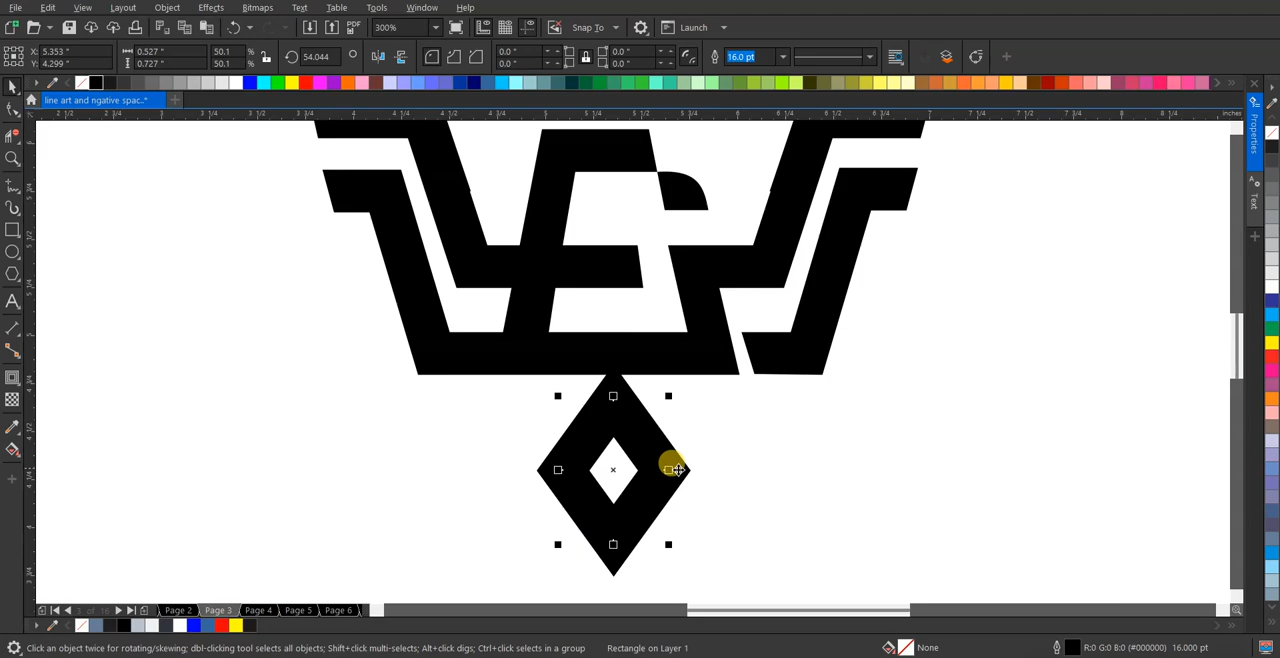 File Edit View Layout Object Effects Bitmaps Text Table Tools Window Help
PDF 300% Snap To Launch
X: 5.353 " 0.527 " 50.1 % 54.044 0.0 ° 0.0 ° 16.0 pt
Y: 4.299 " 0.727 " 50.1 % 0.0 ° 0.0 °
line art and ngative spac..*
inches
Properties
Text
3 of 16 Page 2 Page 3 Page 4 Page 5 Page 6
Click an object twice for rotating/skewing; dbl-clicking tool selects all objects; Shift+click multi-selects; Alt+click digs; Ctrl+click selects in a group Rectangle on Layer 1 None R:0 G:0 B:0 (#000000) 16.000 pt